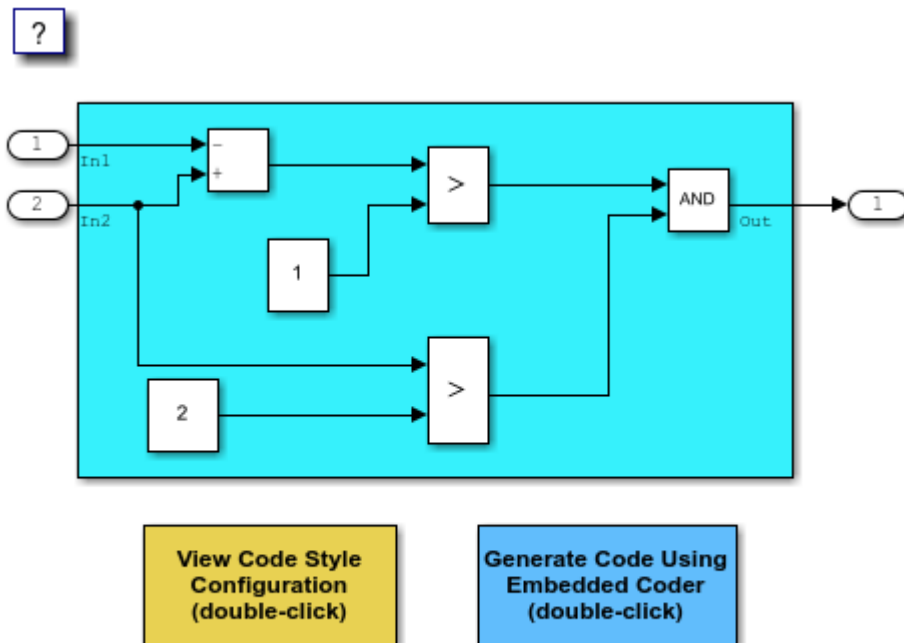 ?
1
In1
−
+
>
AND
2
In2
Out
1
1
>
2
View Code Style
Configuration
(double-click)
Generate Code Using
Embedded Coder
(double-click)